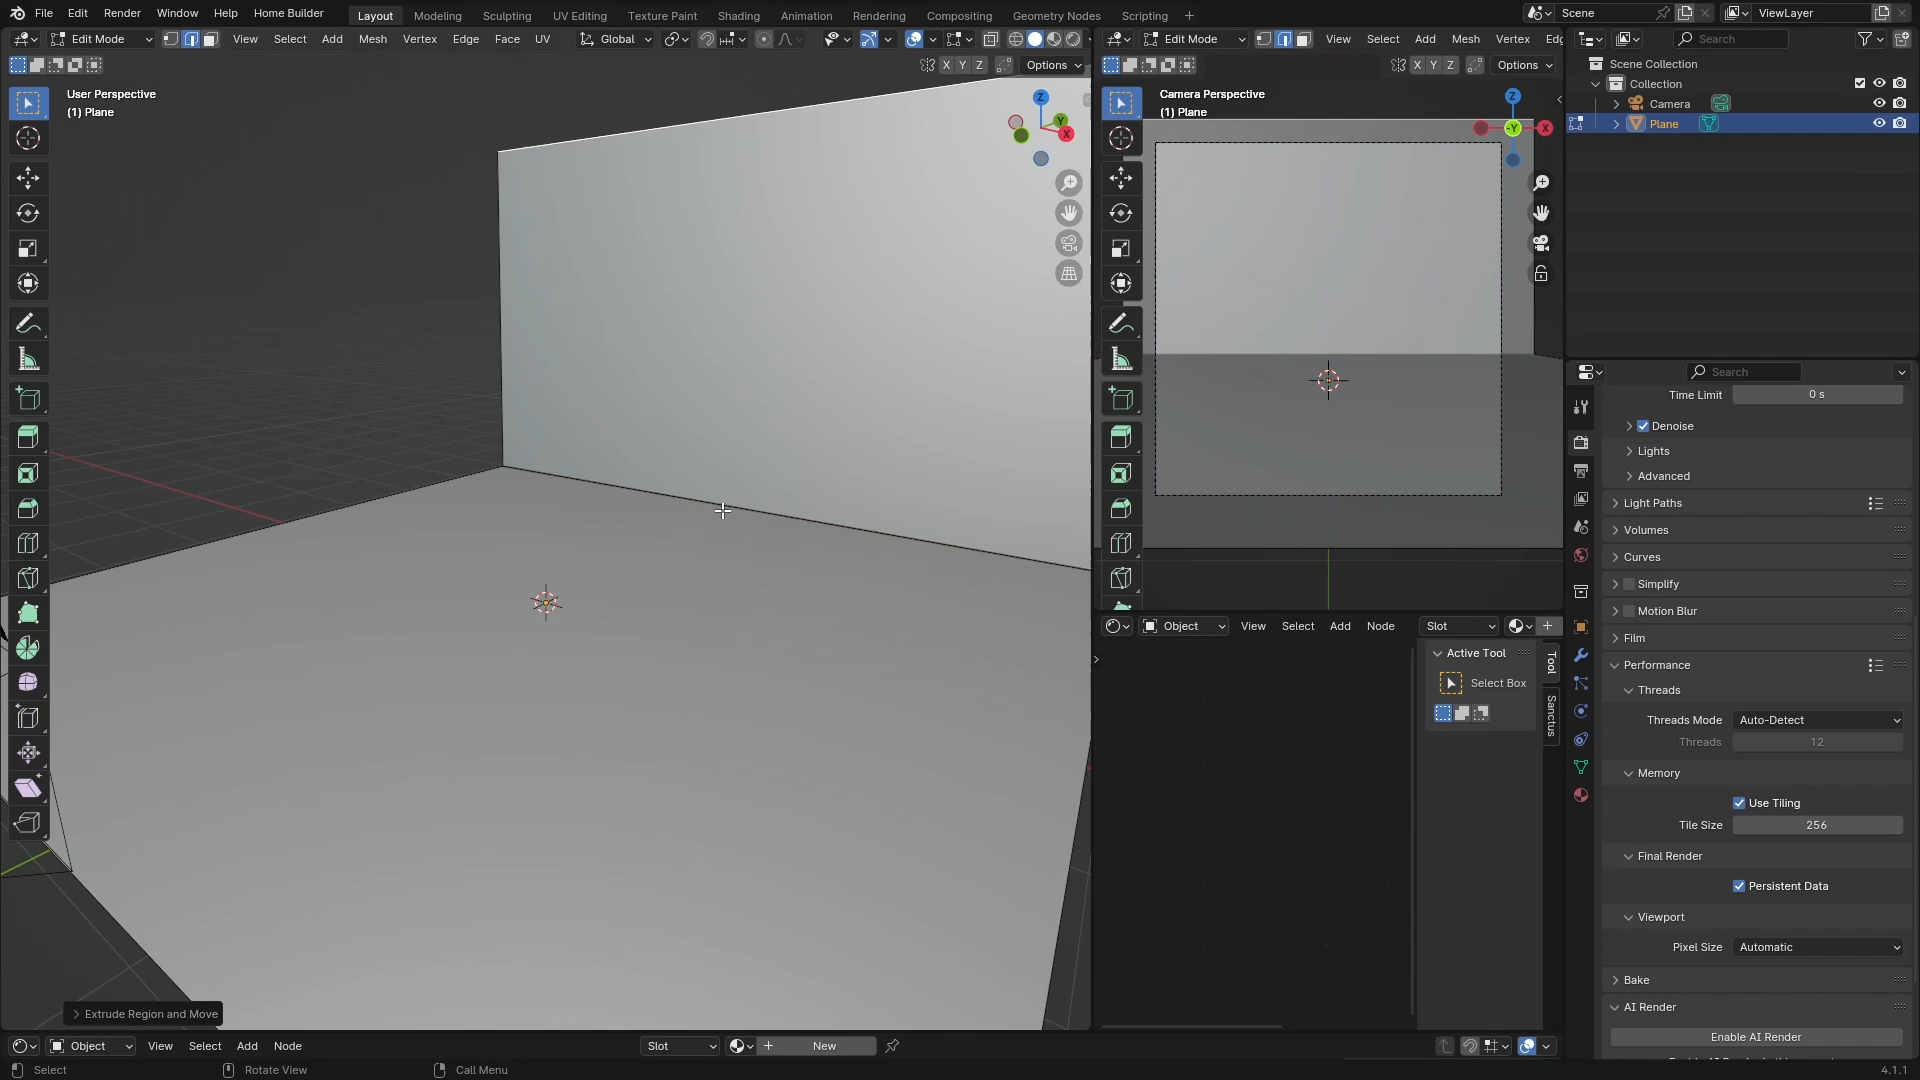 File Edit Render Window Help Home Builder Layout Modeling Sculpting UV Editing Texture Paint Shading Animation Rendering Compositing Geometry Nodes Scripting Scene ViewLayer
Edit Mode View Select Add Mesh Vertex Edge Face UV Global Edit Mode View Select Add Mesh Vertex Search
X Y Z Options X Y Z Options
Scene Collection
Collection
Camera
Plane
User Perspective
(1) Plane
Z
Y
X
Camera Perspective
(1) Plane
Z
-Y
X
Search
Time Limit 0 s
Denoise
Lights
Advanced
Light Paths
Volumes
Curves
Simplify
Motion Blur
Film
Performance
Threads
Threads Mode Auto-Detect
Threads 12
Memory
Use Tiling
Tile Size 256
Final Render
Persistent Data
Viewport
Pixel Size Automatic
Bake
AI Render
Enable AI Render
Object View Select Add Node Slot
Active Tool
Select Box
Tool
Sanctus
Extrude Region and Move
Object View Select Add Node Slot New
Select Rotate View Call Menu 4.1.1